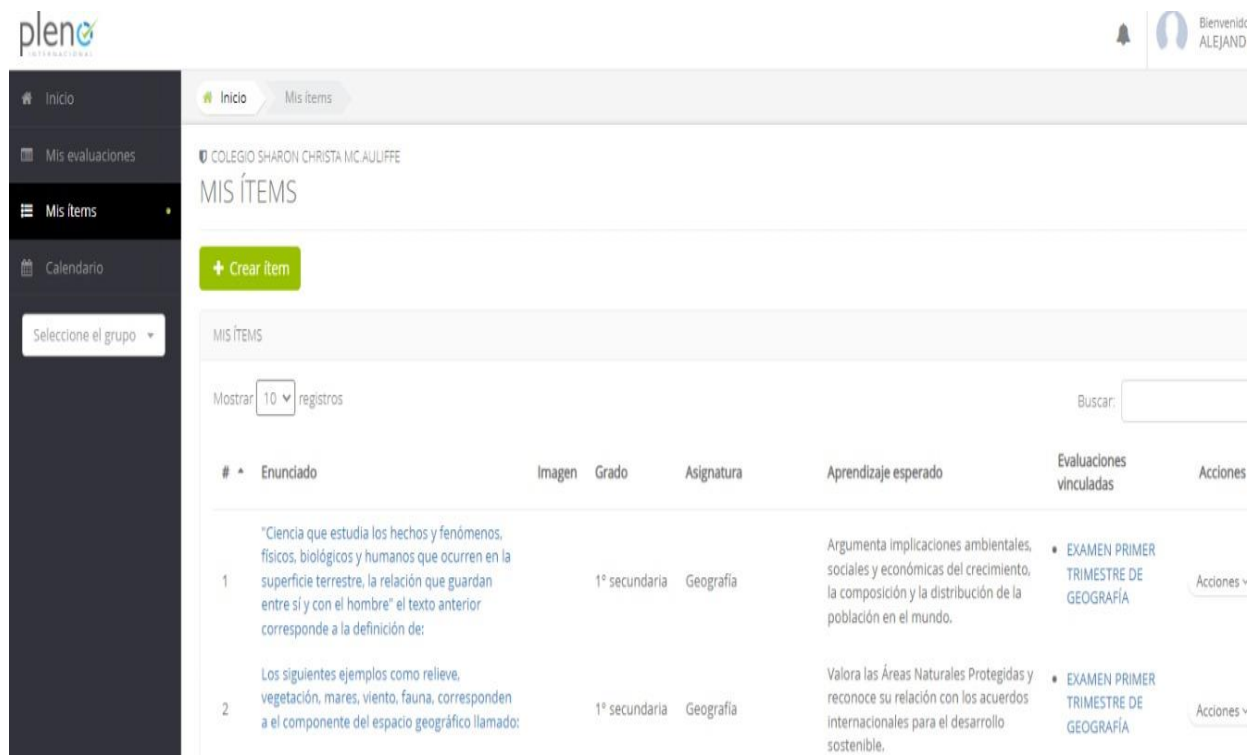 pleno
INTERNACIONAL
Bienvenido
ALEJAND
Inicio
Mis evaluaciones
Mis ítems
Calendario
Seleccione el grupo
Inicio
Mis ítems
COLEGIO SHARON CHRISTA MC.AULIFFE
MIS ÍTEMS
+ Crear ítem
MIS ÍTEMS
Mostrar 10 registros
Buscar:
# Enunciado Imagen Grado Asignatura Aprendizaje esperado Evaluaciones vinculadas Acciones
1
"Ciencia que estudia los hechos y fenómenos,
físicos, biológicos y humanos que ocurren en la
superficie terrestre, la relación que guardan
entre sí y con el hombre" el texto anterior
corresponde a la definición de:
1º secundaria
Geografía
Argumenta implicaciones ambientales,
sociales y económicas del crecimiento,
la composición y la distribución de la
población en el mundo.
• EXAMEN PRIMER
TRIMESTRE DE
GEOGRAFÍA
Acciones
2
Los siguientes ejemplos como relieve,
vegetación, mares, viento, fauna, corresponden
a el componente del espacio geográfico llamado:
1º secundaria
Geografía
Valora las Áreas Naturales Protegidas y
reconoce su relación con los acuerdos
internacionales para el desarrollo
sostenible.
• EXAMEN PRIMER
TRIMESTRE DE
GEOGRAFÍA
Acciones